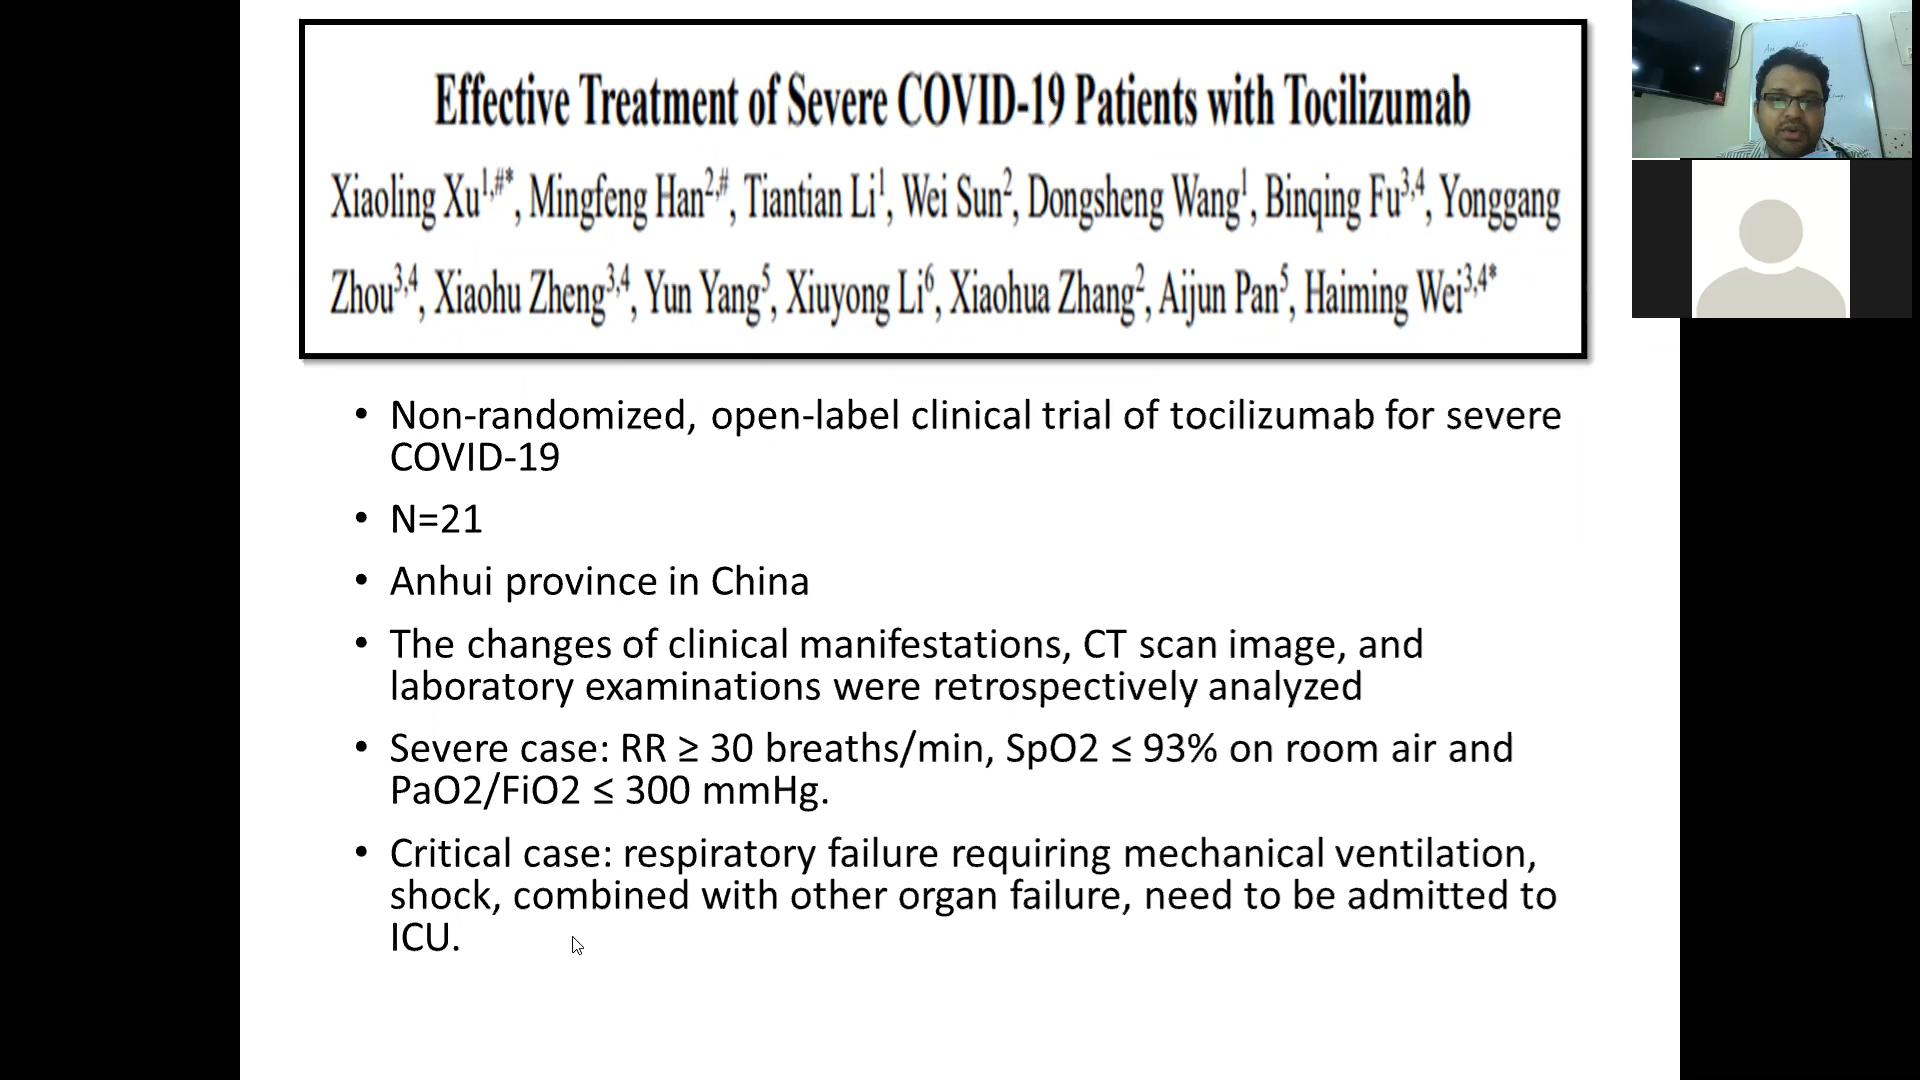 Effective Treatment of Severe COVID-19 Patients with Tocilizumab
Xiaoling Xu1,#*, Mingfeng Han2,#, Tiantian Li1, Wei Sun2, Dongsheng Wang1, Binqing Fu3,4, Yonggang
Zhou3,4, Xiaohu Zheng3,4, Yun Yang5, Xiuyong Li6, Xiaohua Zhang2, Aijun Pan5, Haiming Wei3,4*
• Non-randomized, open-label clinical trial of tocilizumab for severe
COVID-19
• N=21
• Anhui province in China
• The changes of clinical manifestations, CT scan image, and
laboratory examinations were retrospectively analyzed
• Severe case: RR ≥ 30 breaths/min, SpO2 ≤ 93% on room air and
PaO2/FiO2 ≤ 300 mmHg.
• Critical case: respiratory failure requiring mechanical ventilation,
shock, combined with other organ failure, need to be admitted to
ICU.